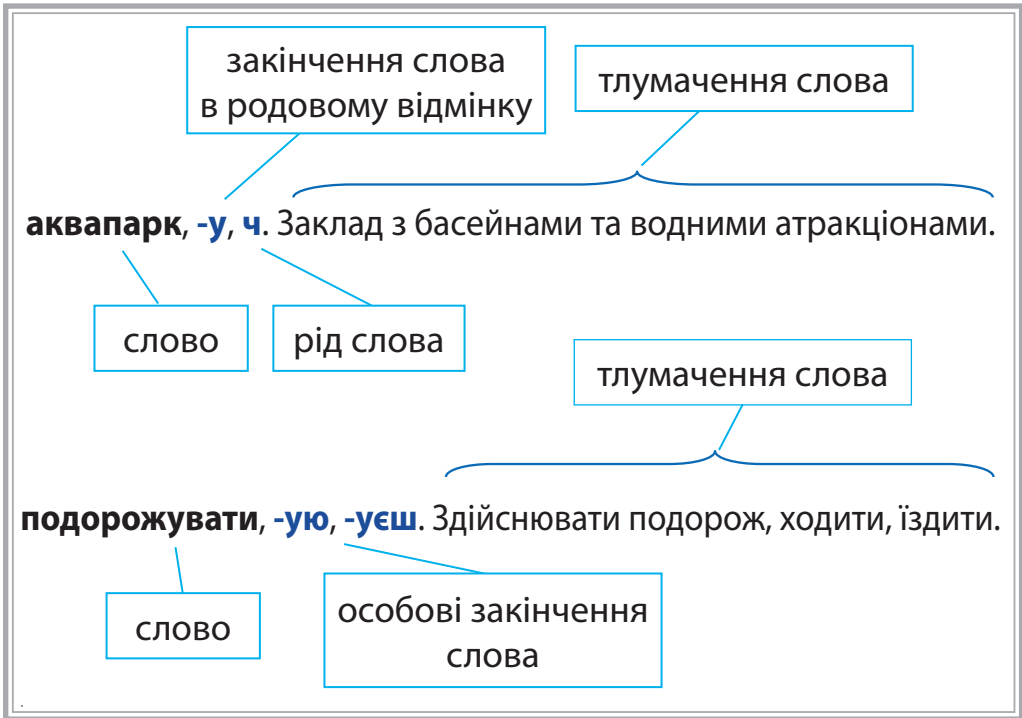 закінчення слова
в родовому відмінку
тлумачення слова
аквапарк, -у, ч. Заклад з басейнами та водними атракціонами.
слово
рід слова
тлумачення слова
подорожувати, -ую, -уєш. Здійснювати подорож, ходити, їздити.
слово
особові закінчення
слова